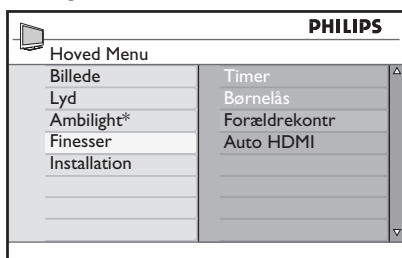 PHILIPS
Hoved Menu
Billede
Timer
Lyd
Børnelås
Ambilight*
Forældrekontr
Finesser
Auto HDMI
Installation